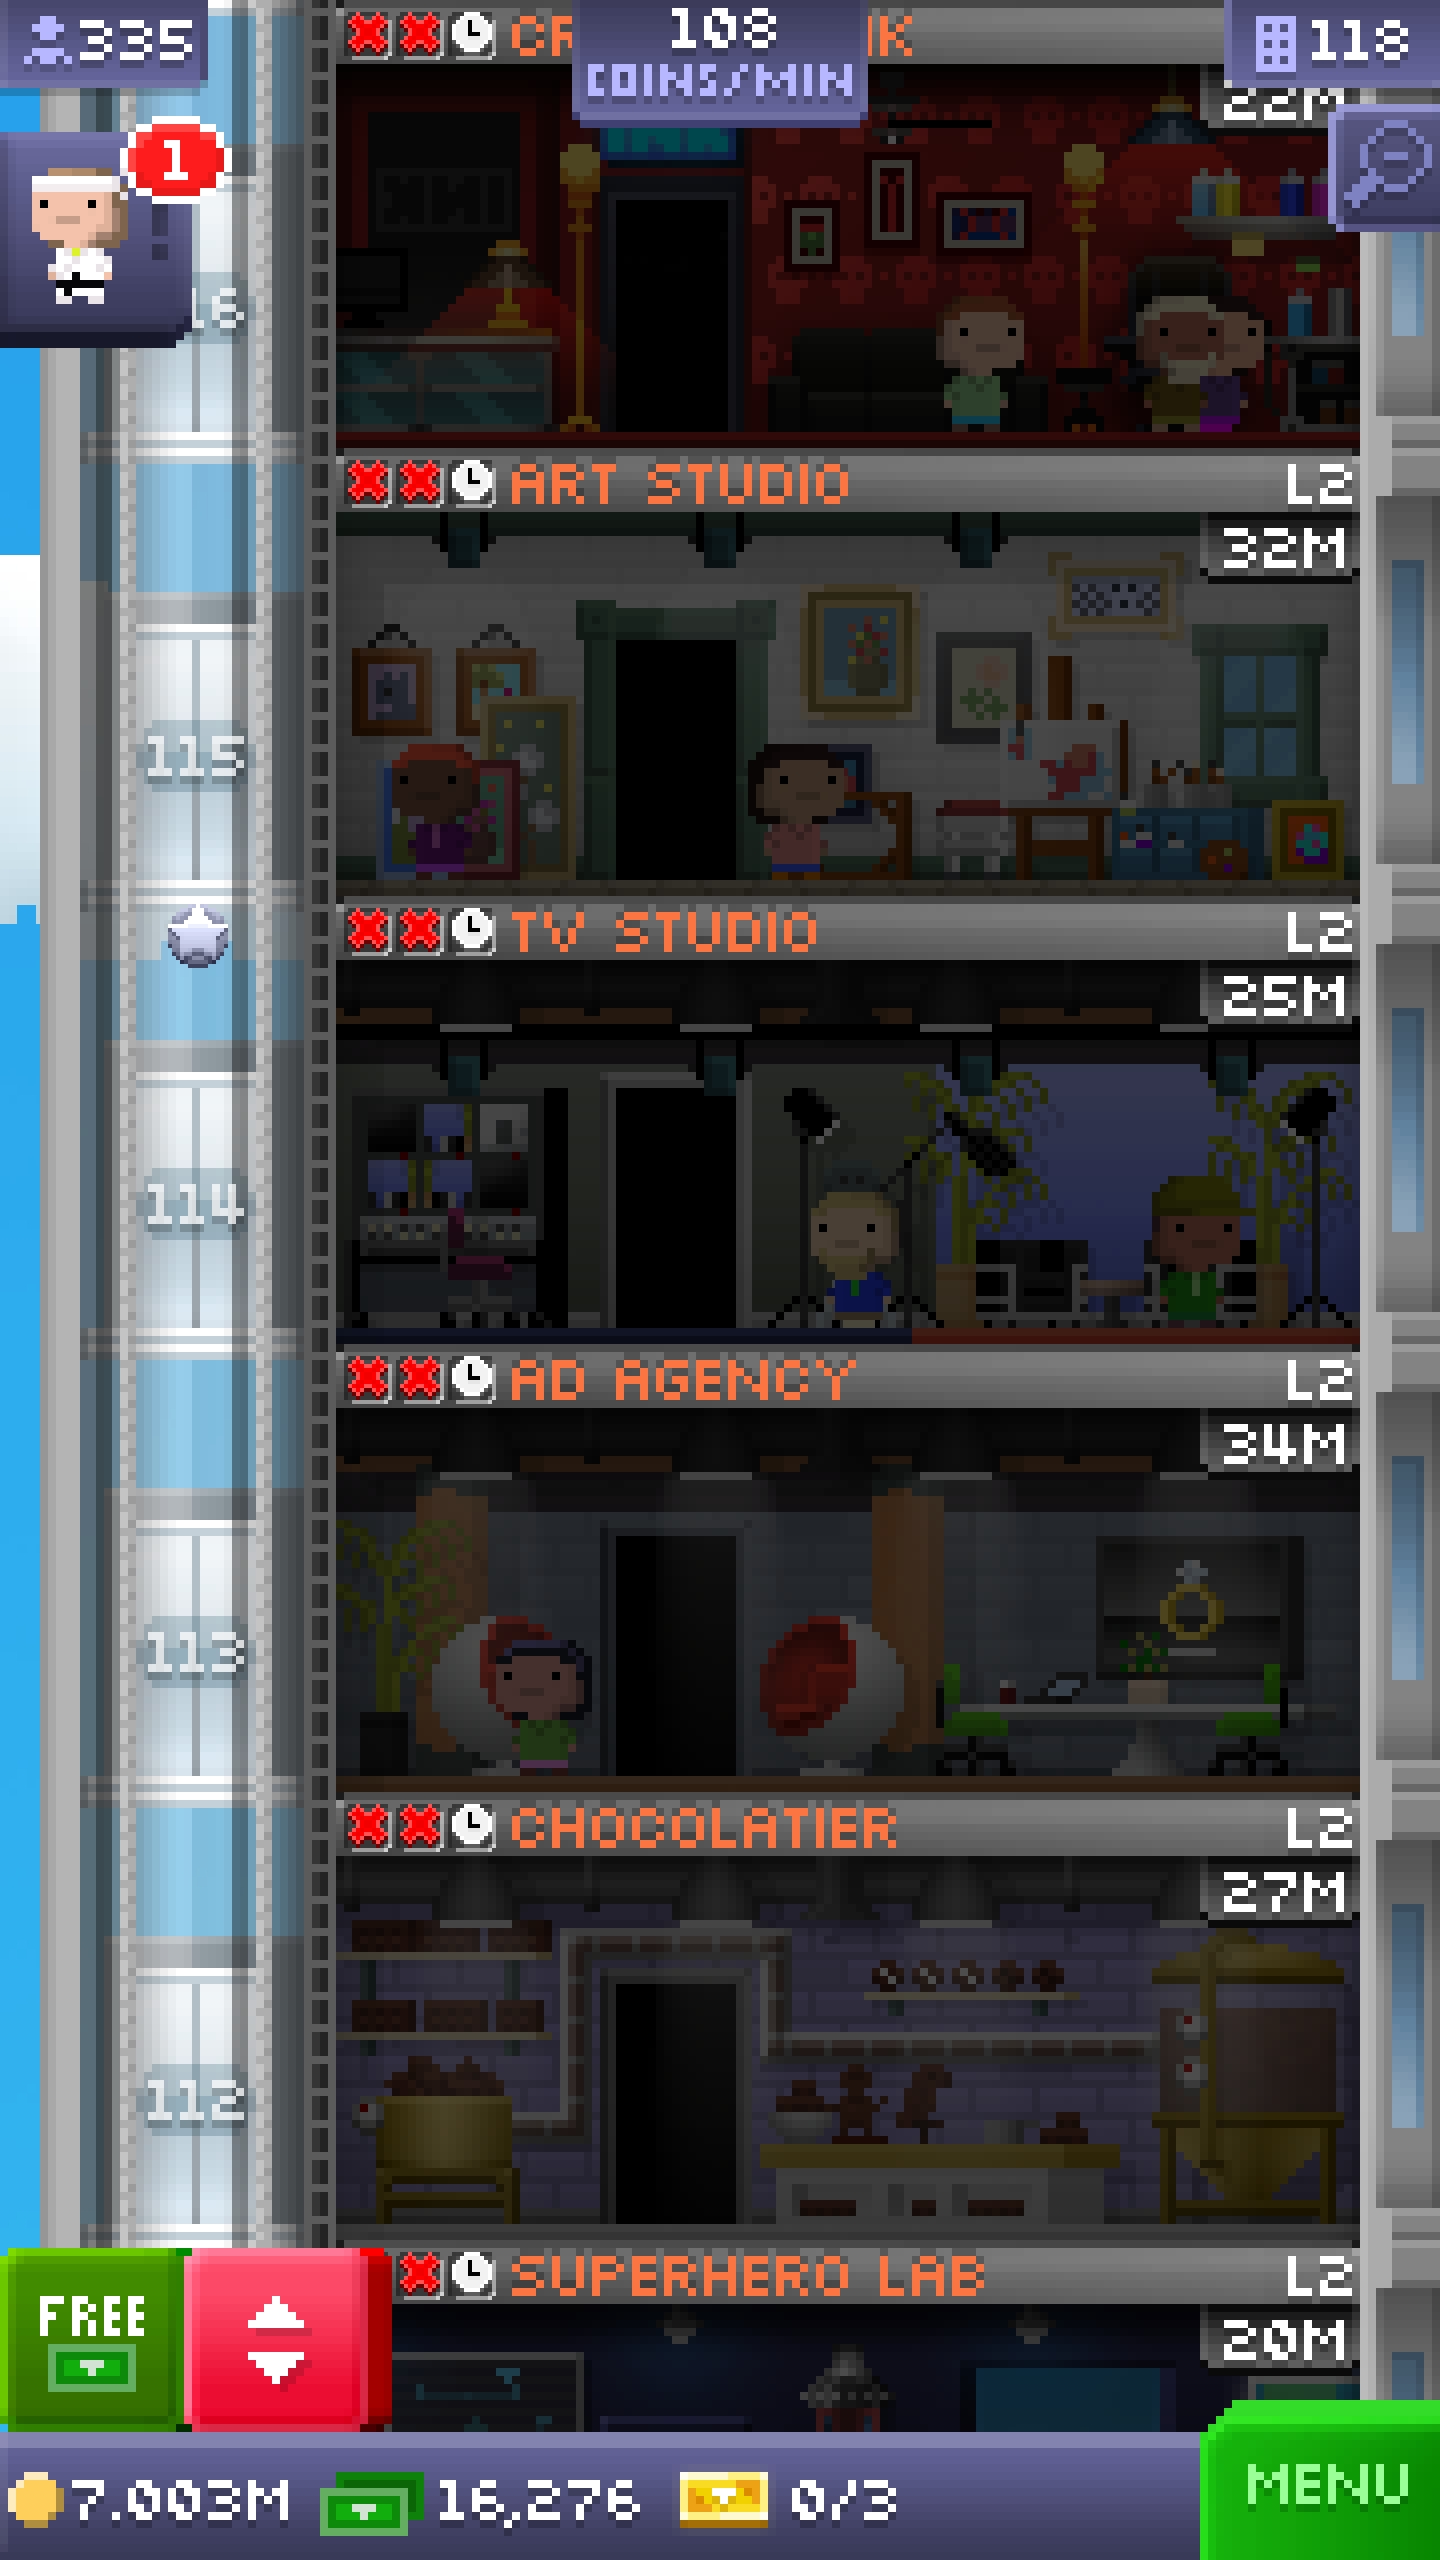 335
CR
108
COINS/MIN
NK
118
22M
1
16
ART STUDIO
L2
32M
115
TV STUDIO
L2
25M
114
AD AGENCY
L2
34M
113
CHOCOLATIER
L2
27M
112
SUPERHERO LAB
L2
20M
FREE
7.003M
16,276
0/3
MENU